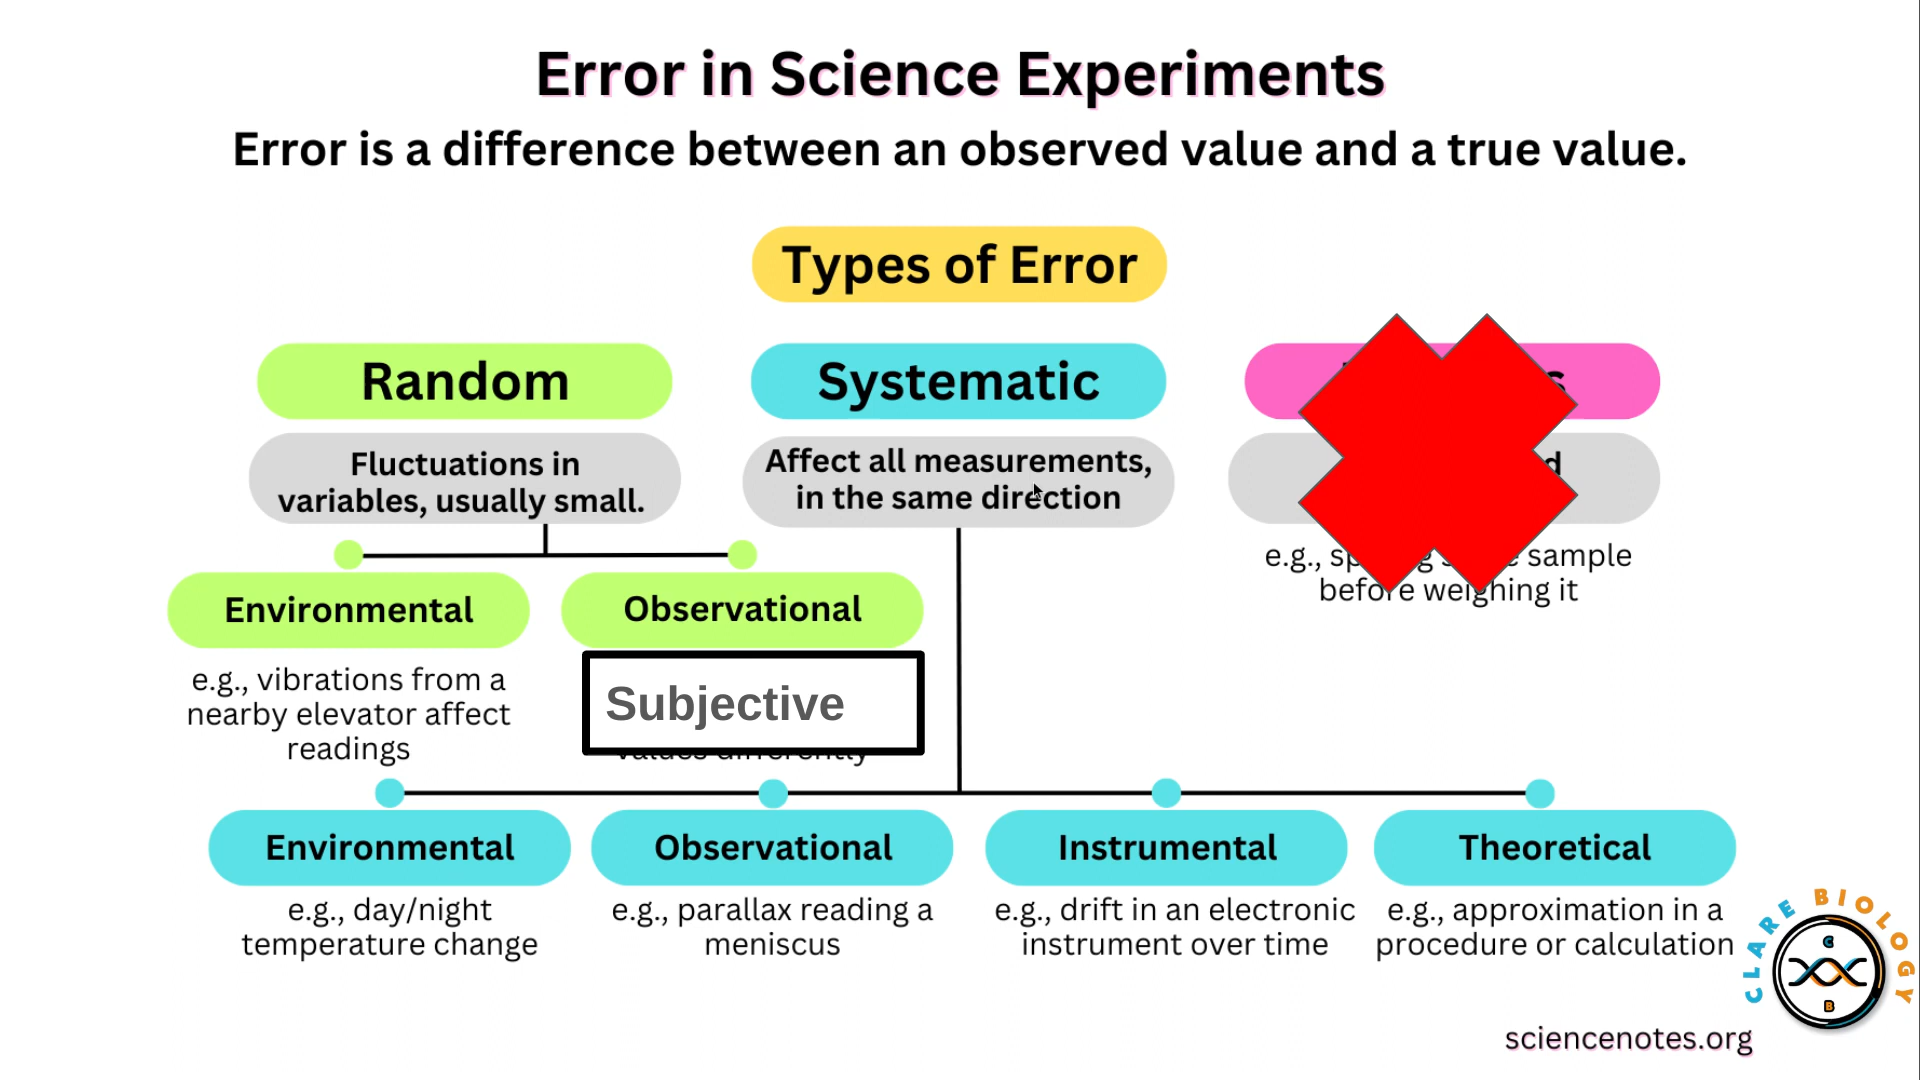 Error in Science Experiments
Error is a difference between an observed value and a true value.
Types of Error
Random
Systematic
Fluctuations in
variables, usually small.
Affect all measurements,
in the same direction
e.g., sample
before weighing it
Environmental
Observational
e.g., vibrations from a
nearby elevator affect
readings
Subjective
values differently
Environmental
Observational
Instrumental
Theoretical
e.g., day/night
temperature change
e.g., parallax reading a
meniscus
e.g., drift in an electronic
instrument over time
e.g., approximation in a
procedure or calculation
CLARE BIOLOGY
C
B
sciencenotes.org